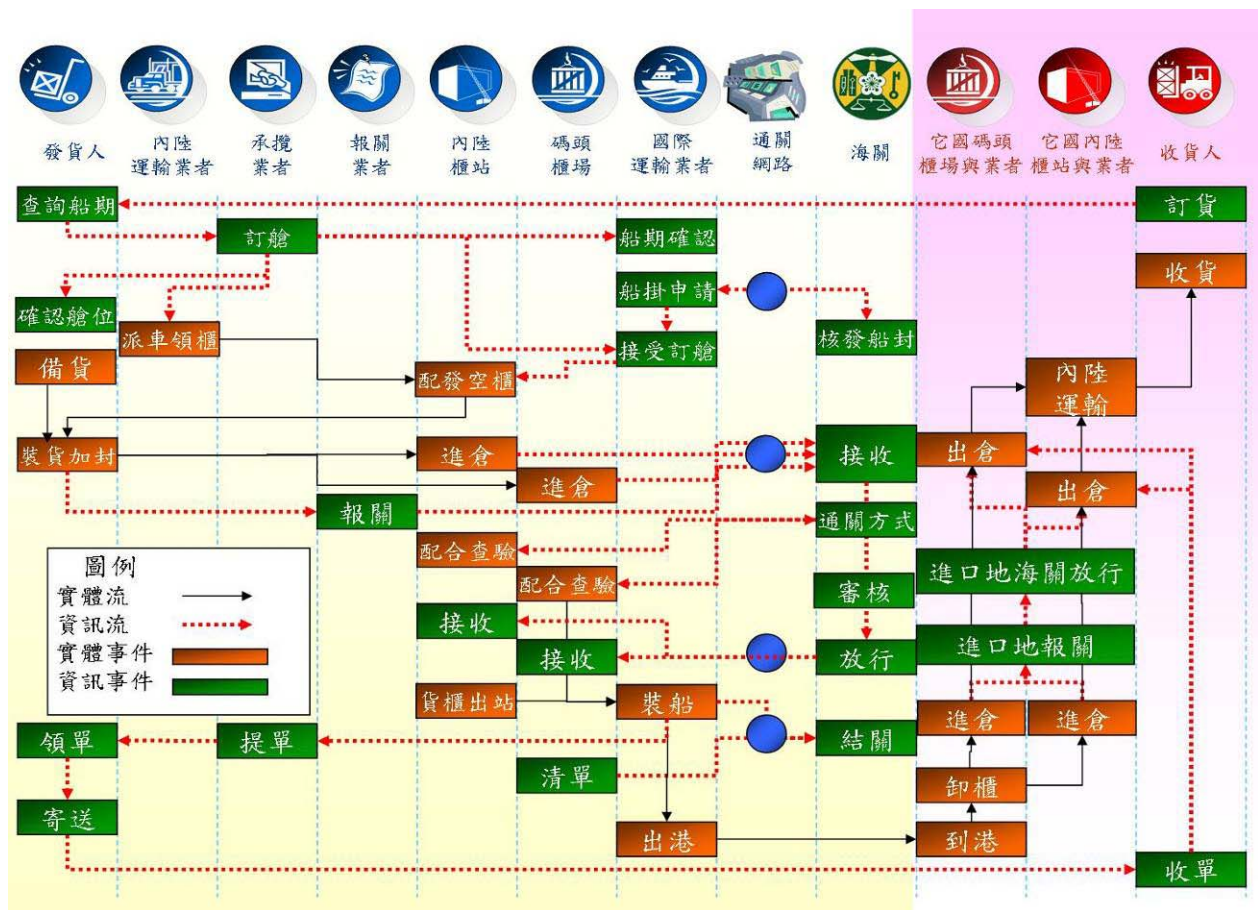 發貨人
內陸
運輸業者
承攬
業者
報關
業者
內陸
櫃站
碼頭
櫃場
國際
運輸業者
通關
網路
海關
它國碼頭
櫃場與業者
它國內陸
櫃站與業者
收貨人
查詢船期
訂貨
訂艙
船期確認
收貨
船掛申請
確認艙位
派車領櫃
接受訂艙
核發船封
備貨
配發空櫃
內陸
運輸
裝貨加封
進倉
接收
出倉
進倉
出倉
報關
通關方式
配合查驗
進口地海關放行
配合查驗
審核
圖例
實體流
資訊流
實體事件
資訊事件
接收
接收
放行
進口地報關
貨櫃出站
裝船
進倉
進倉
領單
提單
結關
清單
卸櫃
寄送
出港
到港
收單